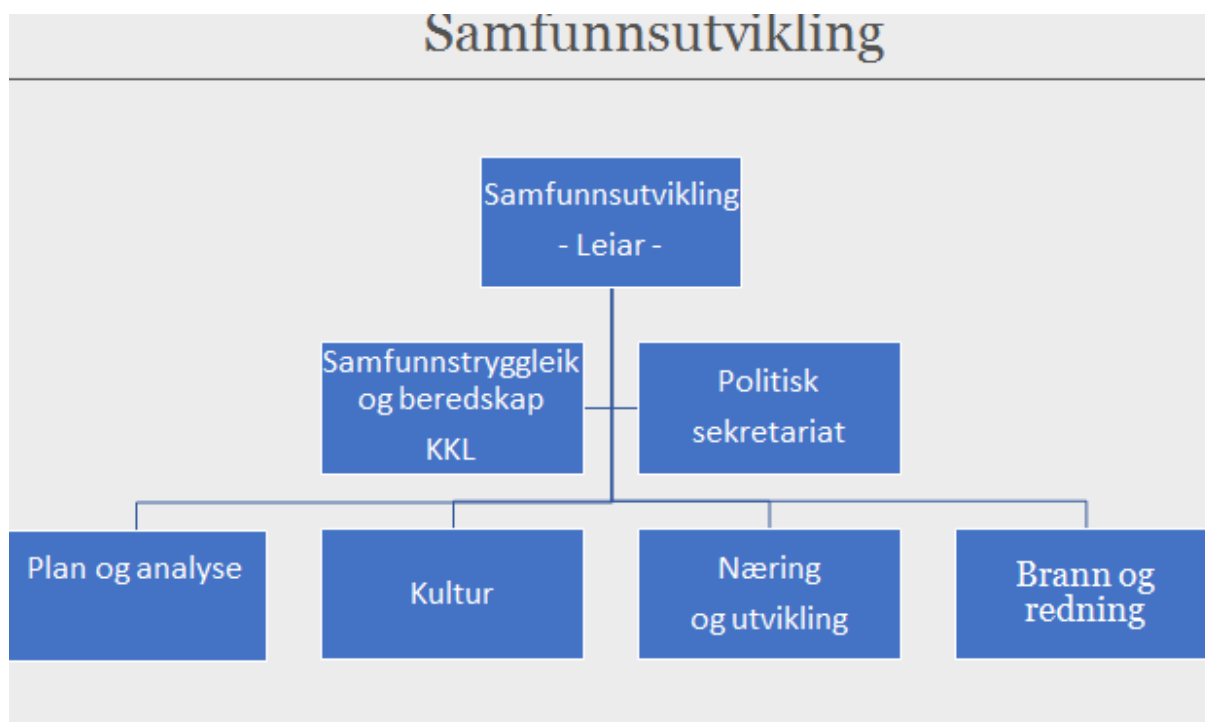 Samfunnsutvikling
Samfunnsutvikling
- Leiar -
Samfunnstryggleik
og beredskap
KKL
Politisk
sekretariat
Plan og analyse
Kultur
Næring
og utvikling
Brann og
redning